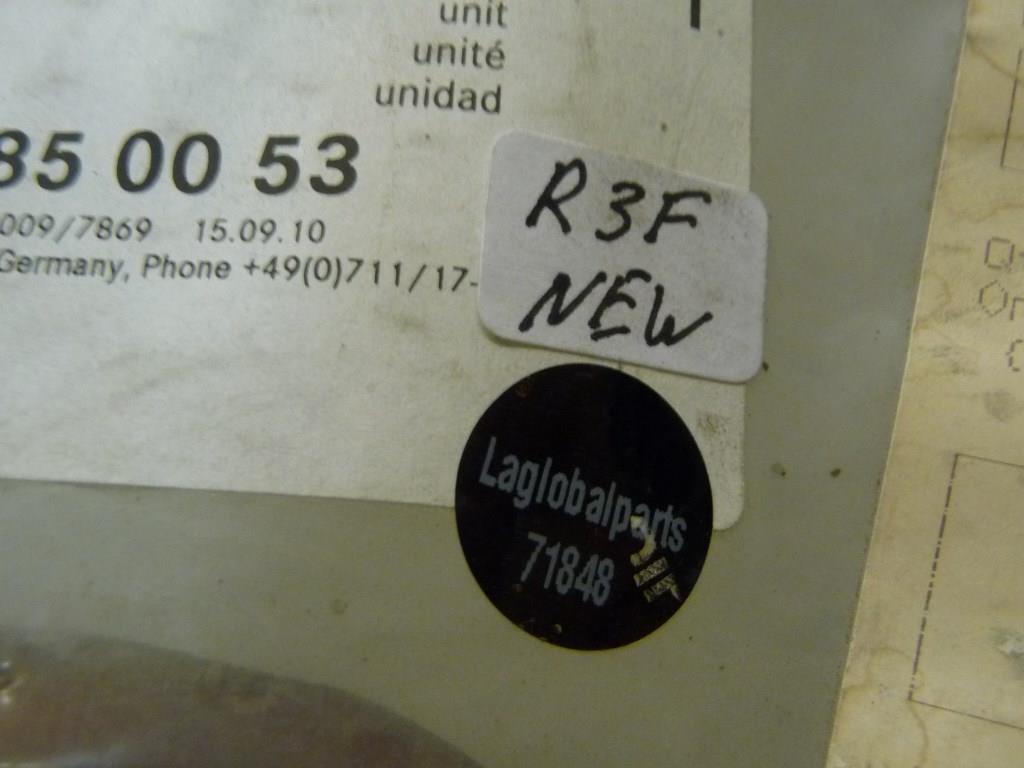 unit
unité
unidad
85 00 53
009/7869 15.09.10
Germany, Phone +49(0)711/17-
R3F
NEW
Laglobalparts
71848